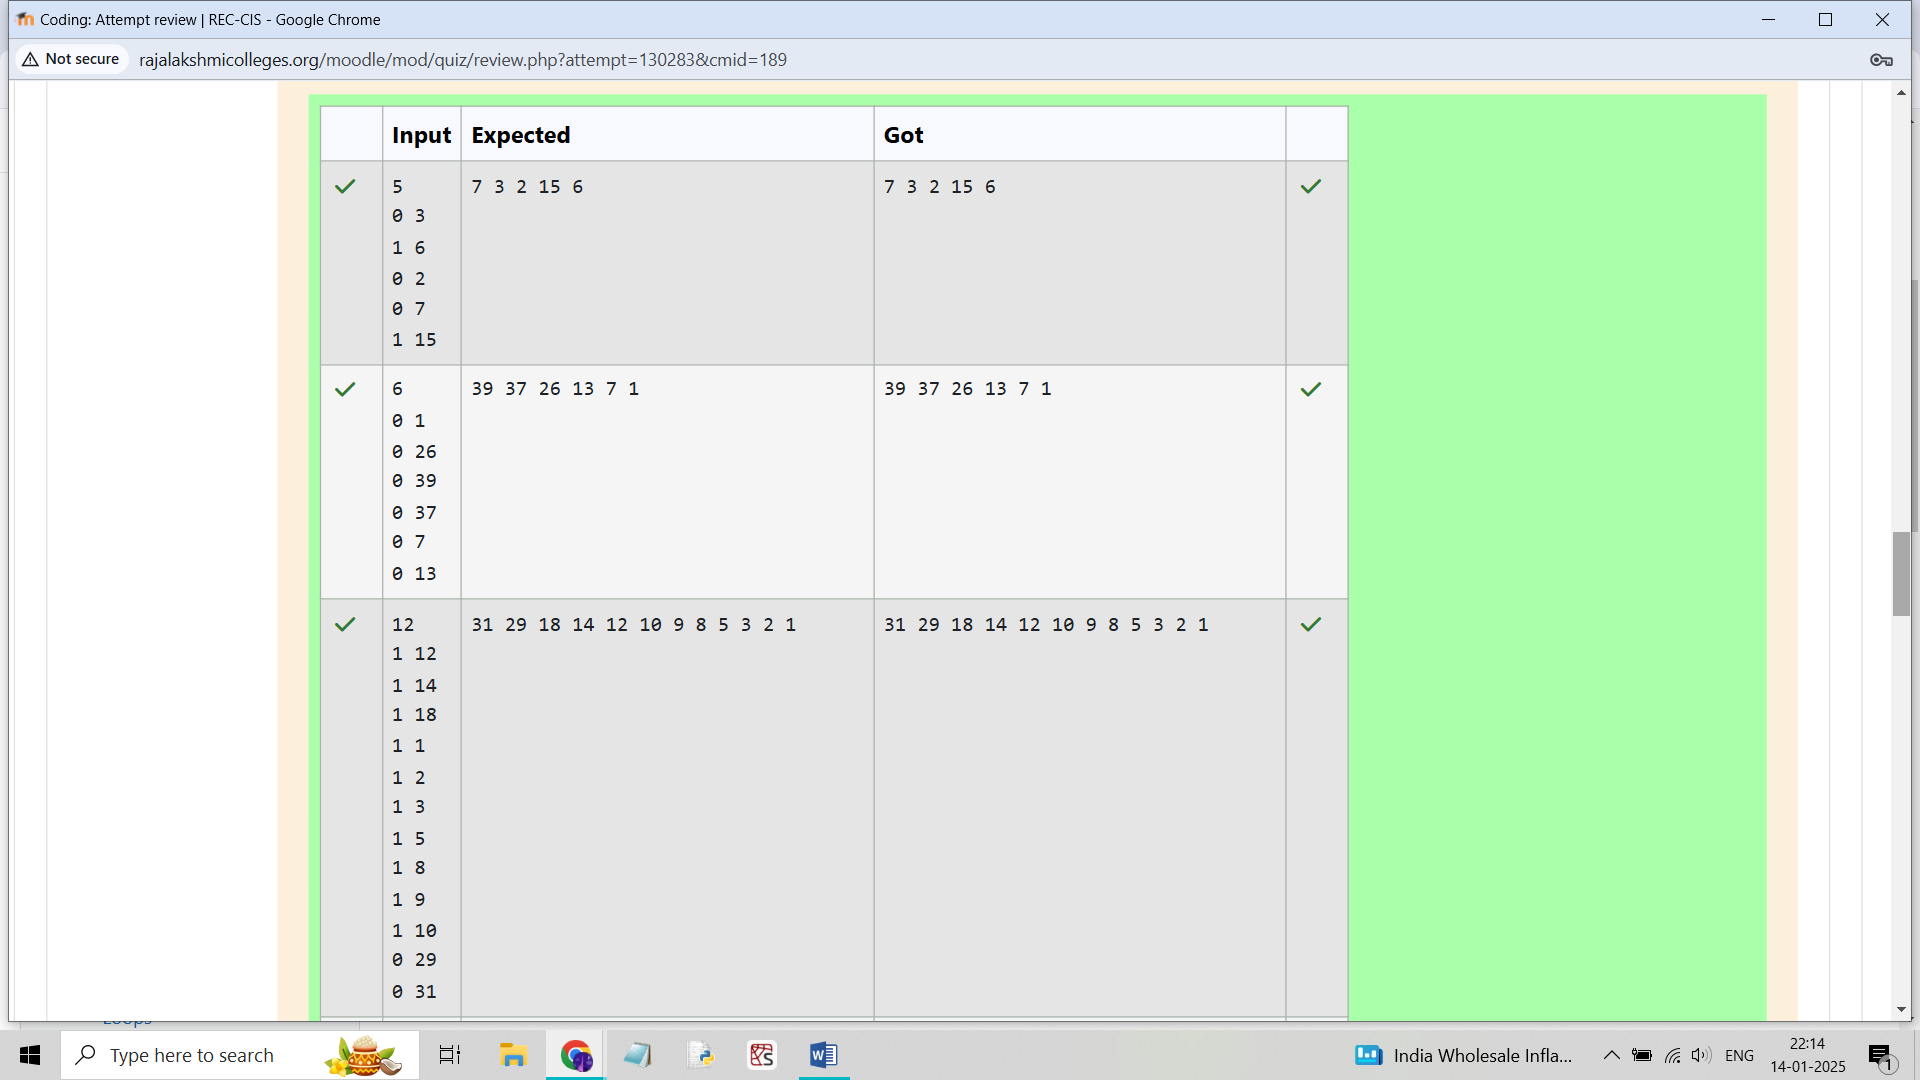 Coding: Attempt review | REC-CIS - Google Chrome
Not secure
rajalakshmicolleges.org/moodle/mod/quiz/review.php?attempt=130283&cmid=189
Input Expected Got
5 7 3 2 15 6 7 3 2 15 6
0 3
1 6
0 2
0 7
1 15
6 39 37 26 13 7 1 39 37 26 13 7 1
0 1
0 26
0 39
0 37
0 7
0 13
12 31 29 18 14 12 10 9 8 5 3 2 1 31 29 18 14 12 10 9 8 5 3 2 1
1 12
1 14
1 18
1 1
1 2
1 3
1 5
1 8
1 9
1 10
0 29
0 31
Loops
Type here to search
India Wholesale Infla...
ENG
22:14
14-01-2025
1